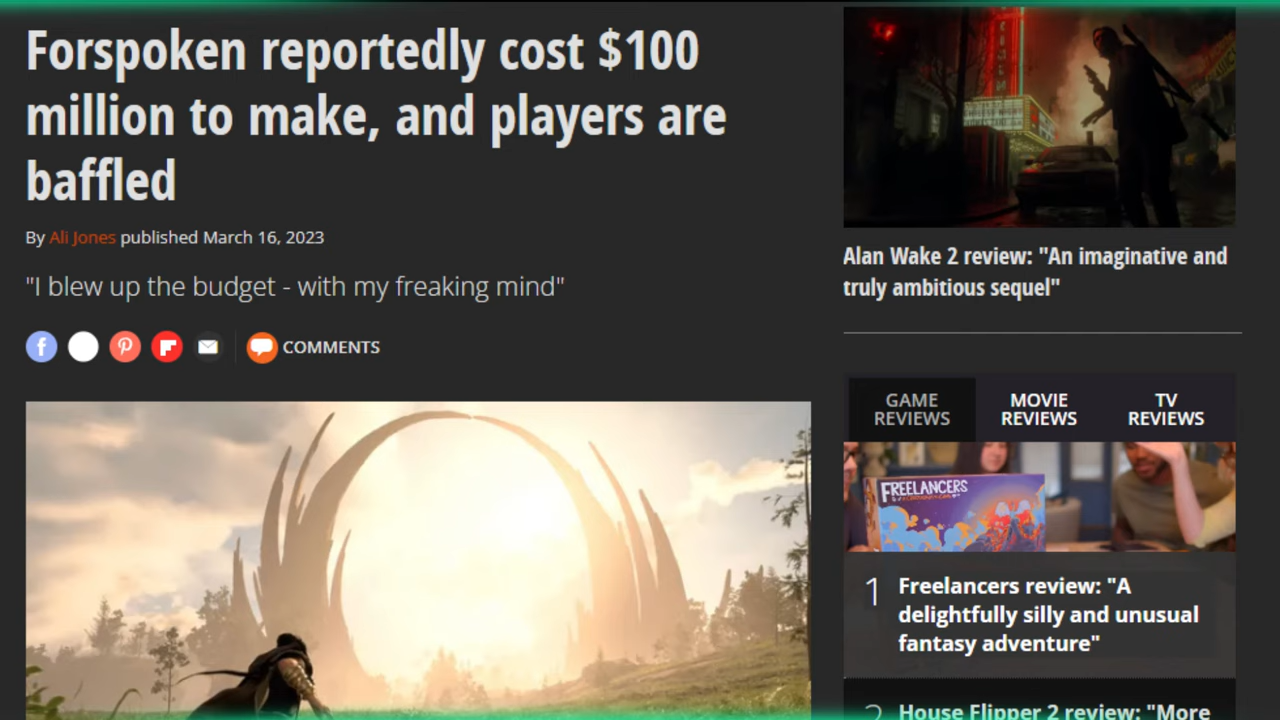 Forspoken reportedly cost $100
million to make, and players are
baffled
By Ali Jones published March 16, 2023
"I blew up the budget - with my freaking mind"
COMMENTS
Alan Wake 2 review: "An imaginative and
truly ambitious sequel"
GAME
REVIEWS
MOVIE
REVIEWS
TV
REVIEWS
FREELANCERS
1
Freelancers review: "A
delightfully silly and unusual
fantasy adventure"
2
House Flipper 2 review: "More